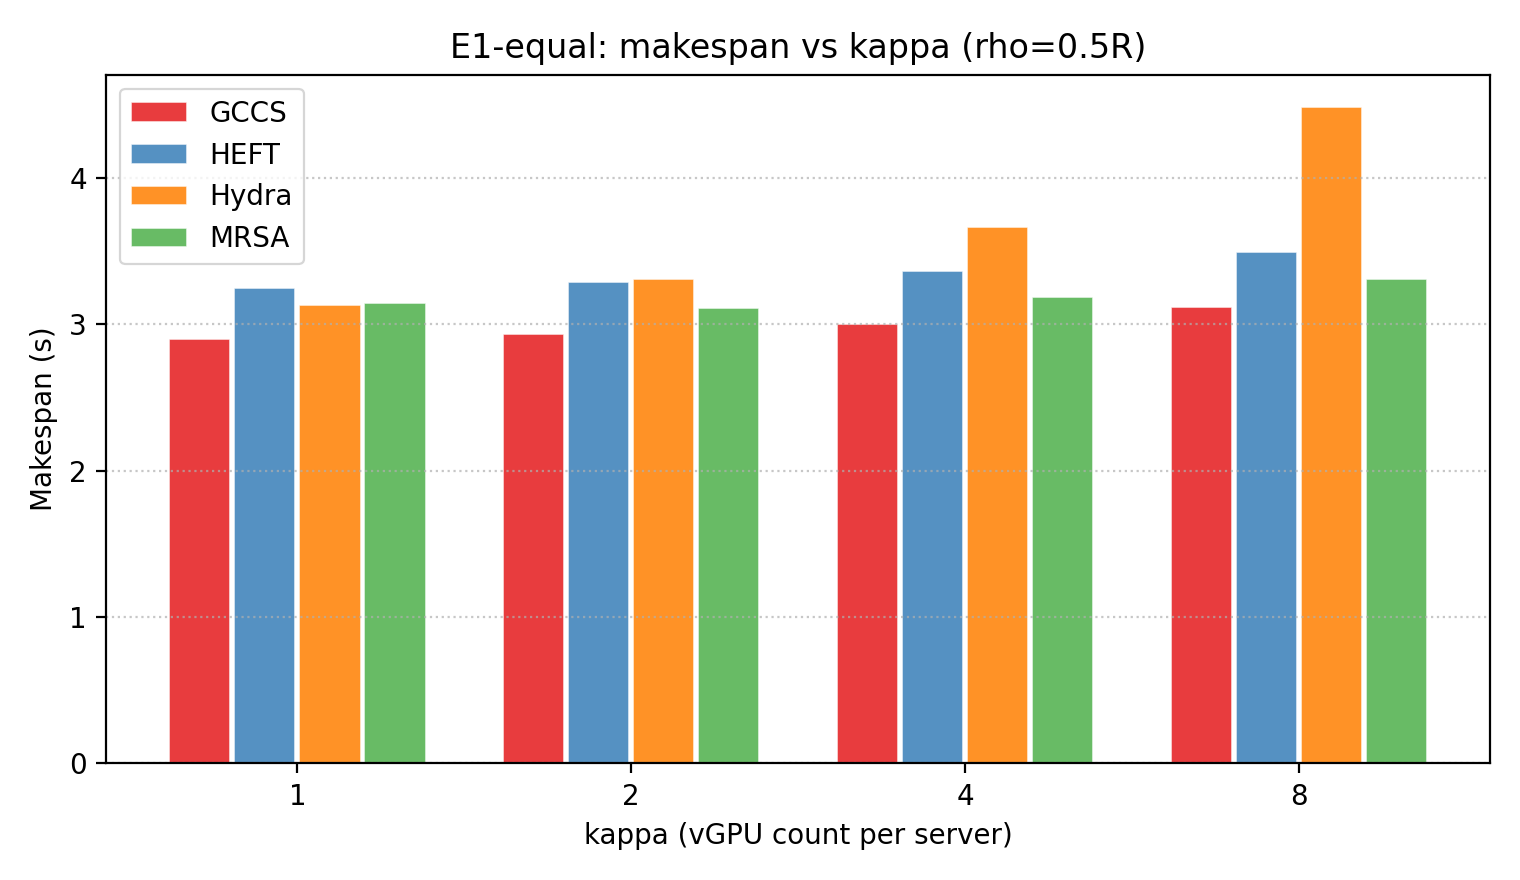 E1-equal: makespan vs kappa (rho=0.5R)
GCCS
HEFT
Hydra
MRSA
Makespan (s)
4
3
2
1
0
1 2 4 8
kappa (vGPU count per server)